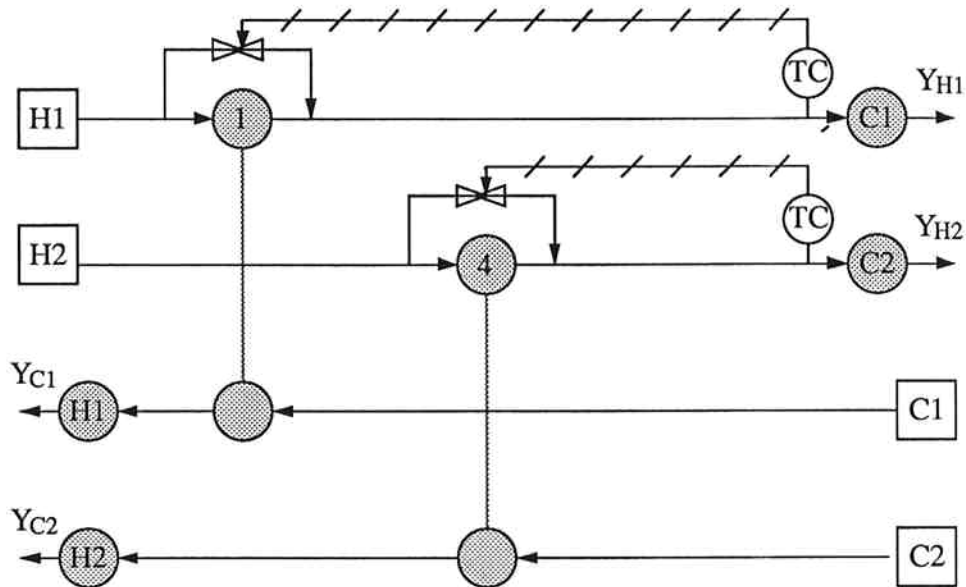 TC
H1 1 C1 Y_H1
TC
H2 4 C2 Y_H2
Y_C1
H1 C1
Y_C2
H2 C2